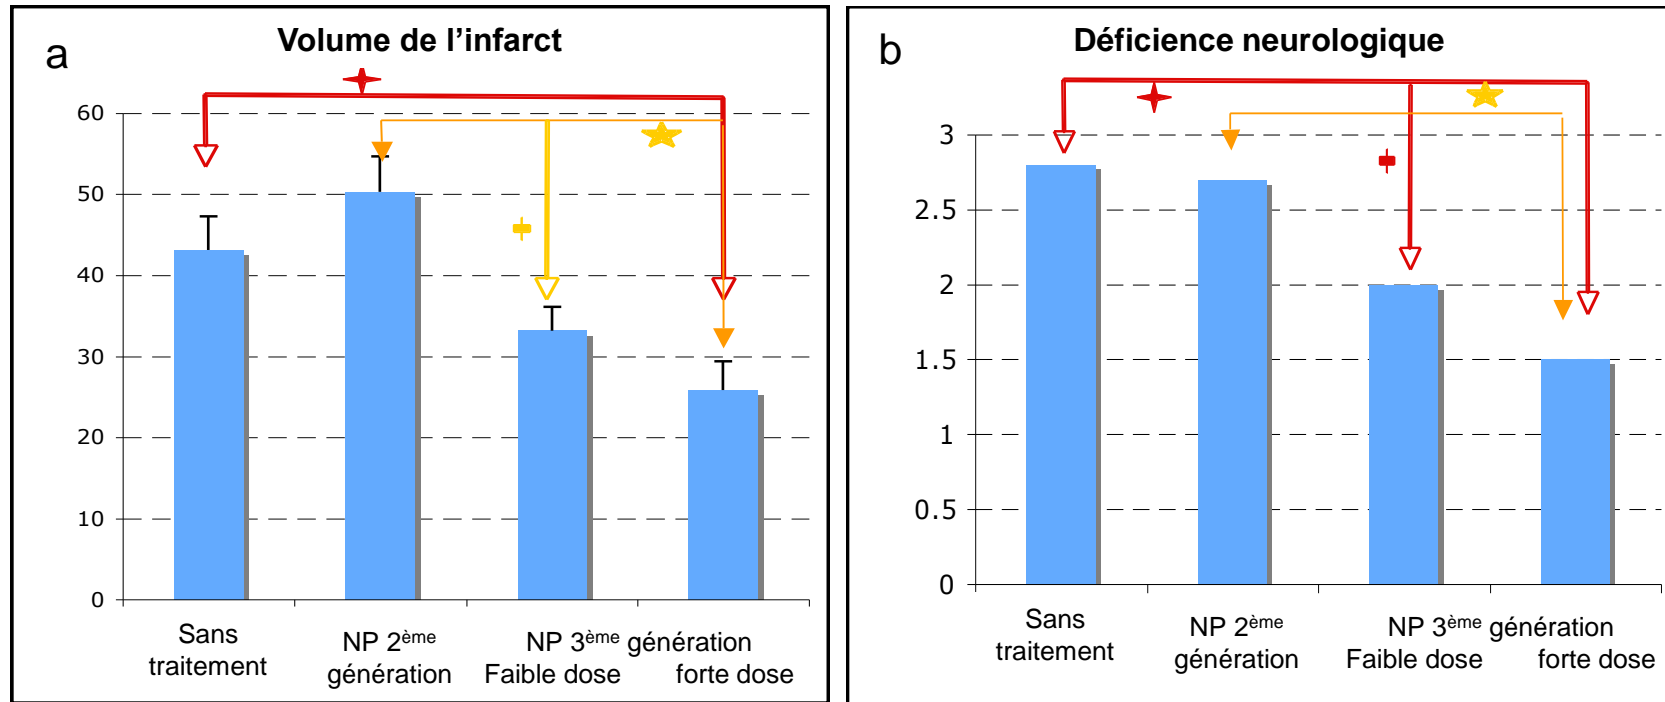 a
Volume de l'infarct
60
50
40
30
20
10
0
Sans
traitement
NP 2ème
génération
NP 3ème génération
Faible dose forte dose
b
Déficience neurologique
3
2.5
2
1.5
1
0.5
0
Sans
traitement
NP 2ème
génération
NP 3ème génération
Faible dose forte dose